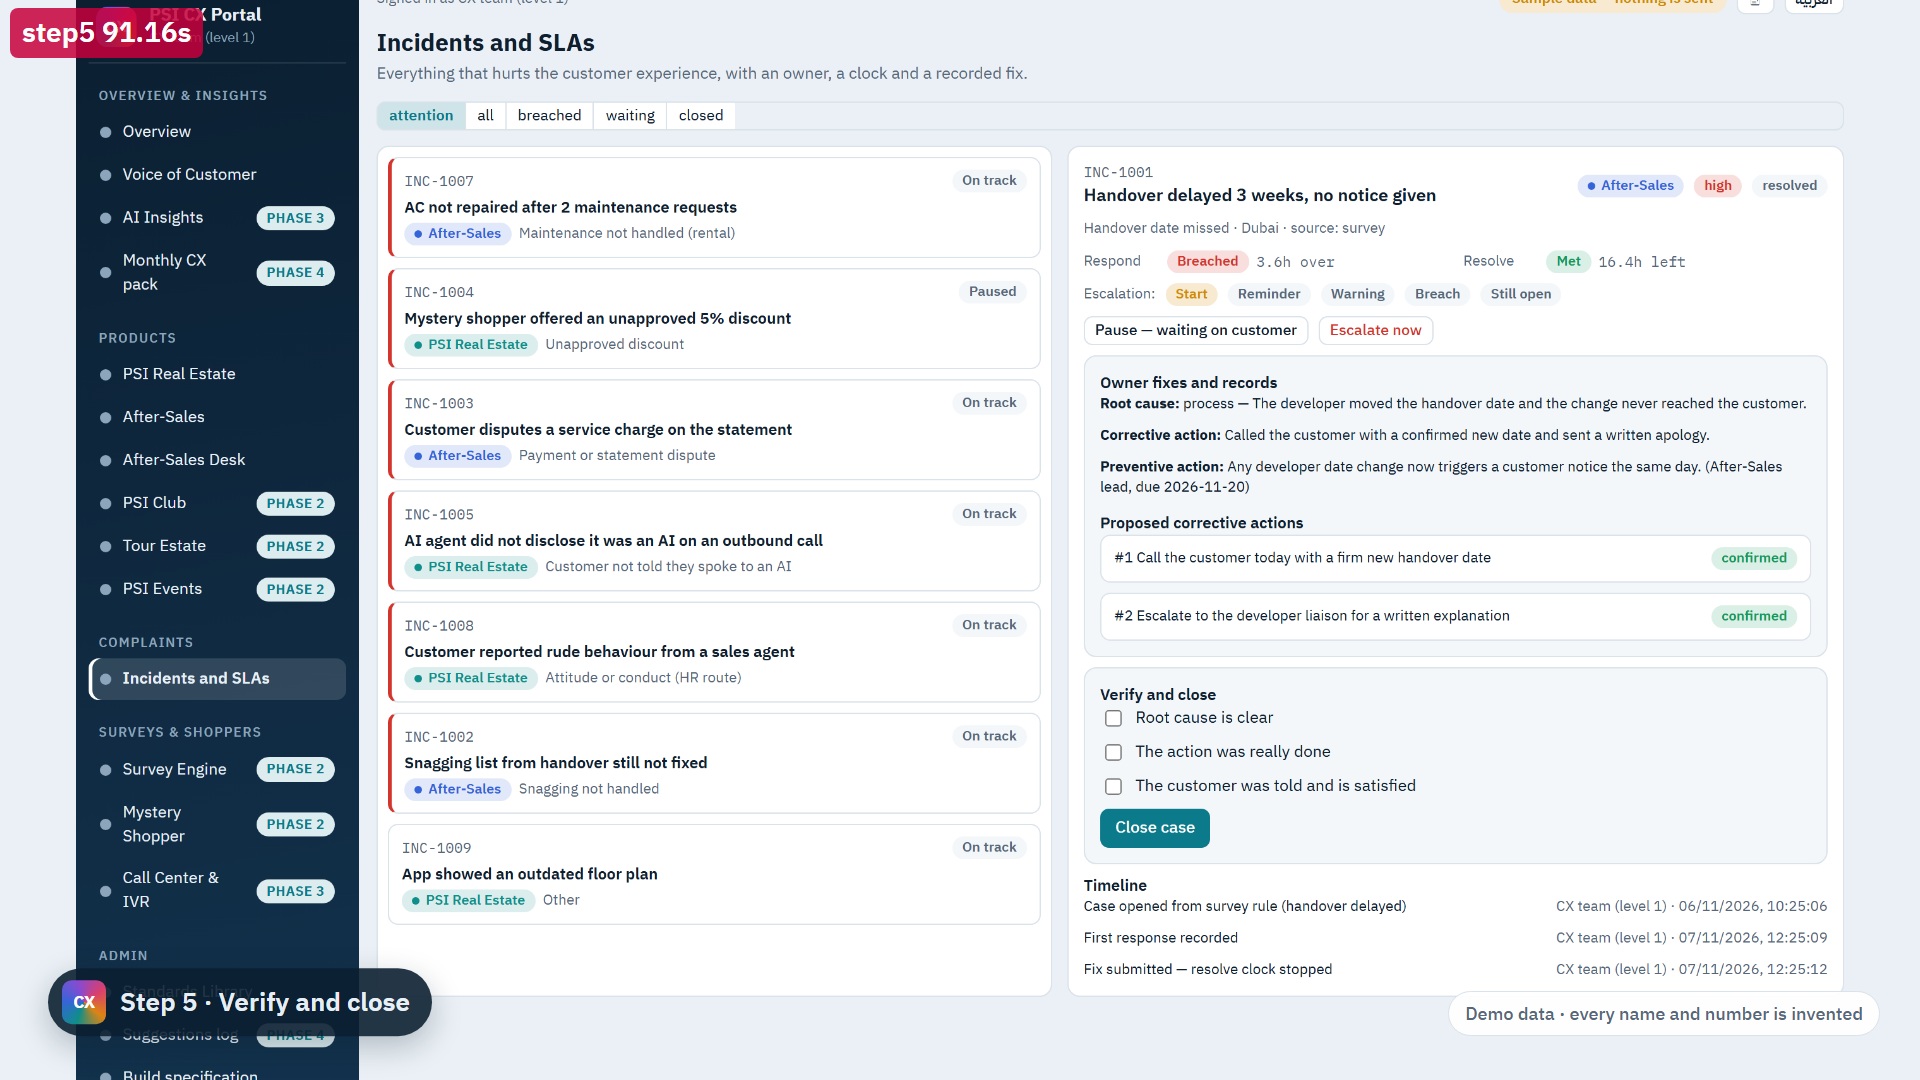 step5 91.16s
PSI CX Portal
(level 1)
OVERVIEW & INSIGHTS
Overview
Voice of Customer
AI Insights PHASE 3
Monthly CX pack PHASE 4
PRODUCTS
PSI Real Estate
After-Sales
After-Sales Desk
PSI Club PHASE 2
Tour Estate PHASE 2
PSI Events PHASE 2
COMPLAINTS
Incidents and SLAs
SURVEYS & SHOPPERS
Survey Engine PHASE 2
Mystery Shopper PHASE 2
Call Center & IVR PHASE 3
ADMIN
Standards Library
Suggestions log PHASE 4
Build specification
CX Step 5 · Verify and close
Signed in as CX team (level 1)
Sample data — nothing is sent
العربية
Incidents and SLAs
Everything that hurts the customer experience, with an owner, a clock and a recorded fix.
attention all breached waiting closed
INC-1007 On track
AC not repaired after 2 maintenance requests
After-Sales Maintenance not handled (rental)
INC-1004 Paused
Mystery shopper offered an unapproved 5% discount
PSI Real Estate Unapproved discount
INC-1003 On track
Customer disputes a service charge on the statement
After-Sales Payment or statement dispute
INC-1005 On track
AI agent did not disclose it was an AI on an outbound call
PSI Real Estate Customer not told they spoke to an AI
INC-1008 On track
Customer reported rude behaviour from a sales agent
PSI Real Estate Attitude or conduct (HR route)
INC-1002 On track
Snagging list from handover still not fixed
After-Sales Snagging not handled
INC-1009 On track
App showed an outdated floor plan
PSI Real Estate Other
INC-1001
Handover delayed 3 weeks, no notice given
After-Sales high resolved
Handover date missed · Dubai · source: survey
Respond Breached 3.6h over Resolve Met 16.4h left
Escalation: Start Reminder Warning Breach Still open
Pause — waiting on customer Escalate now
Owner fixes and records
Root cause: process — The developer moved the handover date and the change never reached the customer.
Corrective action: Called the customer with a confirmed new date and sent a written apology.
Preventive action: Any developer date change now triggers a customer notice the same day. (After-Sales
lead, due 2026-11-20)
Proposed corrective actions
#1 Call the customer today with a firm new handover date confirmed
#2 Escalate to the developer liaison for a written explanation confirmed
Verify and close
Root cause is clear
The action was really done
The customer was told and is satisfied
Close case
Timeline
Case opened from survey rule (handover delayed) CX team (level 1) · 06/11/2026, 10:25:06
First response recorded CX team (level 1) · 07/11/2026, 12:25:09
Fix submitted — resolve clock stopped CX team (level 1) · 07/11/2026, 12:25:12
Demo data · every name and number is invented